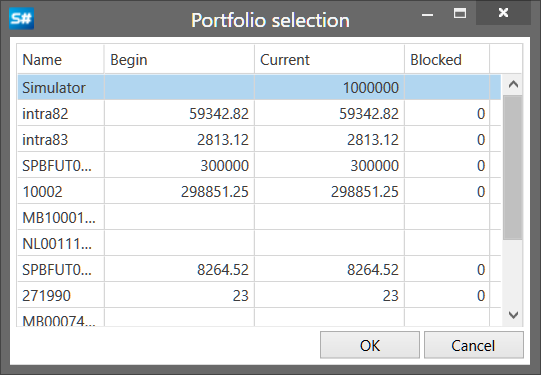 S# Portfolio selection
Name Begin Current Blocked
Simulator 1000000
intra82 59342.82 59342.82 0
intra83 2813.12 2813.12 0
SPBFUT0... 300000 300000 0
10002 298851.25 298851.25 0
MB10001...
NL00111...
SPBFUT0... 8264.52 8264.52 0
271990 23 23 0
MB00074...
OK Cancel